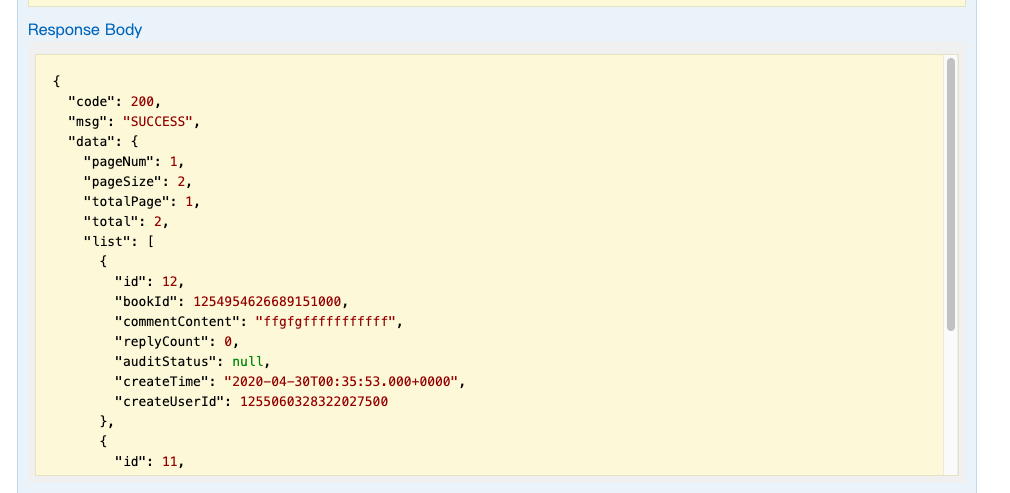 Response Body
{
"code": 200,
"msg": "SUCCESS",
"data": {
"pageNum": 1,
"pageSize": 2,
"totalPage": 1,
"total": 2,
"list": [
{
"id": 12,
"bookId": 1254954626689151000,
"commentContent": "ffgfgfffffffffff",
"replyCount": 0,
"auditStatus": null,
"createTime": "2020-04-30T00:35:53.000+0000",
"createUserId": 1255060328322027500
},
{
"id": 11,